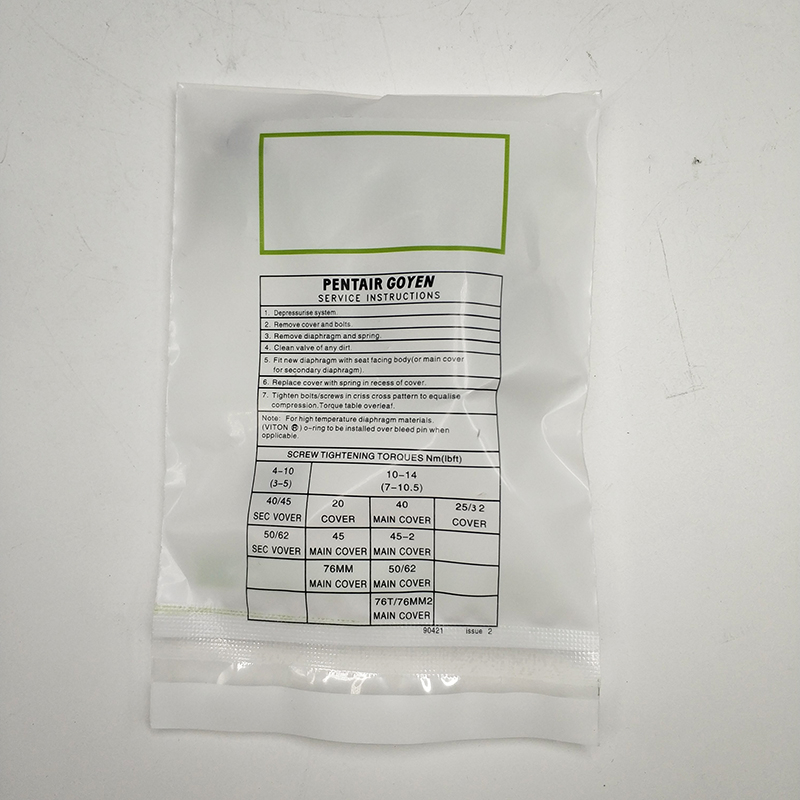 PENTAIR GOYEN
SERVICE INSTRUCTIONS
1. Depressurise system.
2. Remove cover and bolts
3. Remove diaphragm and spring.
4. Clean valve of any dirt.
5. Fit new diaphragm with seat facing body(or main cover
for secondary diaphragm).
6. Replace cover with spring in recess of cover.
7. Tighten bolts/screws in criss cross pattern to equalise
compression.Torque table overleaf.
Note: For high temperature diaphragm materials.
(VITON ®) o-ring to be installed over bleed pin when
applicable
SCREW TIGHTENING TORQUES Nm(lbft)
4-10 10-14
(3-5) (7-10.5)
40/45 20 40 25/3 2
SEC VOVER COVER MAIN COVER COVER
50/62 45 45-2
SEC VOVER MAIN COVER MAIN COVER
76MM 50/62
MAIN COVER MAIN COVER
76T/76MM2
MAIN COVER
90421 issue 2